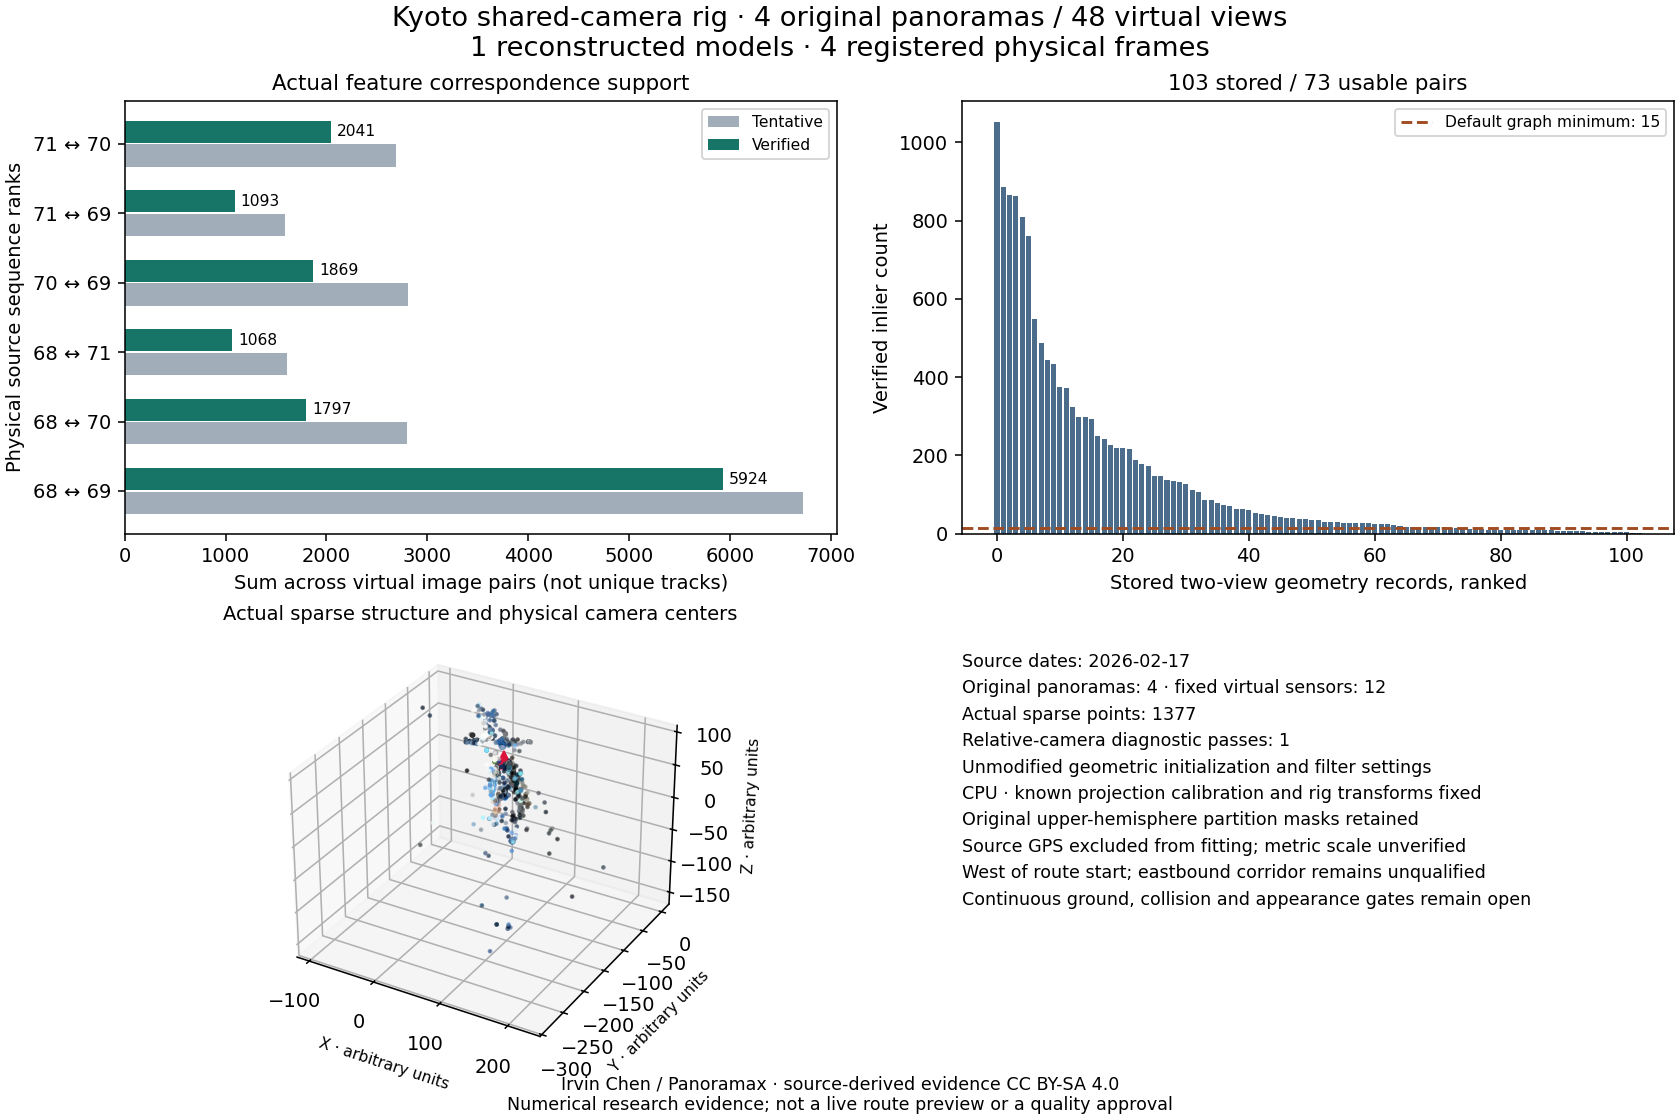 Kyoto shared-camera rig · 4 original panoramas / 48 virtual views
1 reconstructed models · 4 registered physical frames
Actual feature correspondence support
Tentative
Verified
Physical source sequence ranks
71 ↔ 70
2041
71 ↔ 69
1093
70 ↔ 69
1869
68 ↔ 71
1068
68 ↔ 70
1797
68 ↔ 69
5924
0 1000 2000 3000 4000 5000 6000 7000
Sum across virtual image pairs (not unique tracks)
103 stored / 73 usable pairs
Default graph minimum: 15
Verified inlier count
1000
800
600
400
200
0
0 20 40 60 80 100
Stored two-view geometry records, ranked
Actual sparse structure and physical camera centers
100
50
0
−50
−100
−150
Z · arbitrary units
0
−50
−100
−150
−200
−250
−300
Y · arbitrary units
−100
0
100
200
X · arbitrary units
Source dates: 2026-02-17
Original panoramas: 4 · fixed virtual sensors: 12
Actual sparse points: 1377
Relative-camera diagnostic passes: 1
Unmodified geometric initialization and filter settings
CPU · known projection calibration and rig transforms fixed
Original upper-hemisphere partition masks retained
Source GPS excluded from fitting; metric scale unverified
West of route start; eastbound corridor remains unqualified
Continuous ground, collision and appearance gates remain open
Irvin Chen / Panoramax · source-derived evidence CC BY-SA 4.0
Numerical research evidence; not a live route preview or a quality approval